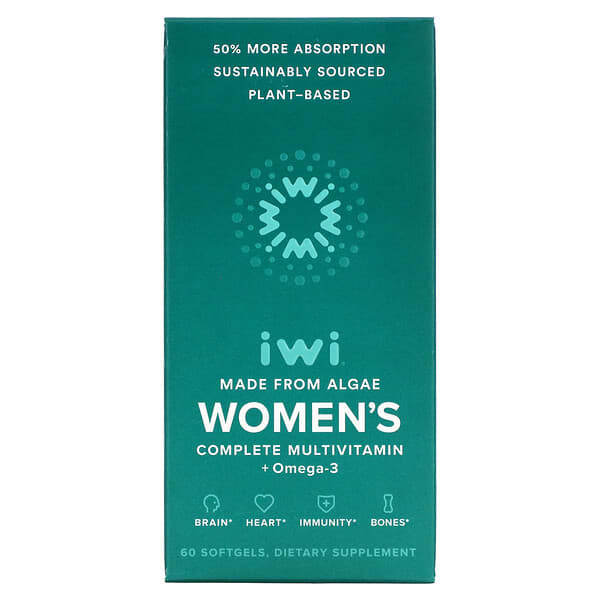 50% MORE ABSORPTION
SUSTAINABLY SOURCED
PLANT–BASED
iwi
MADE FROM ALGAE
WOMEN'S
COMPLETE MULTIVITAMIN
+ Omega-3
BRAIN* HEART* IMMUNITY* BONES*
60 SOFTGELS, DIETARY SUPPLEMENT